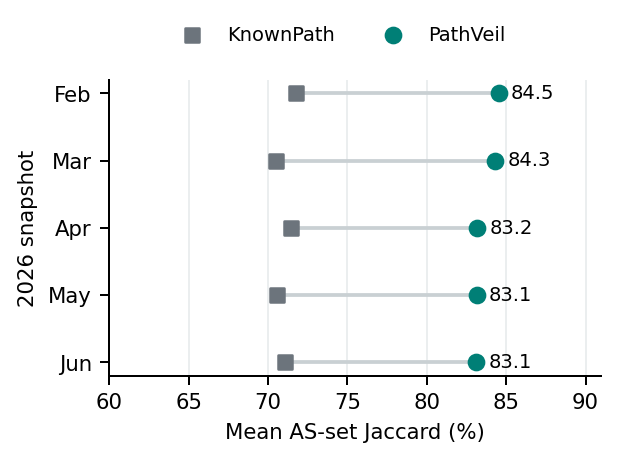 KnownPath PathVeil
2026 snapshot
Feb 84.5
Mar 84.3
Apr 83.2
May 83.1
Jun 83.1
60 65 70 75 80 85 90
Mean AS-set Jaccard (%)